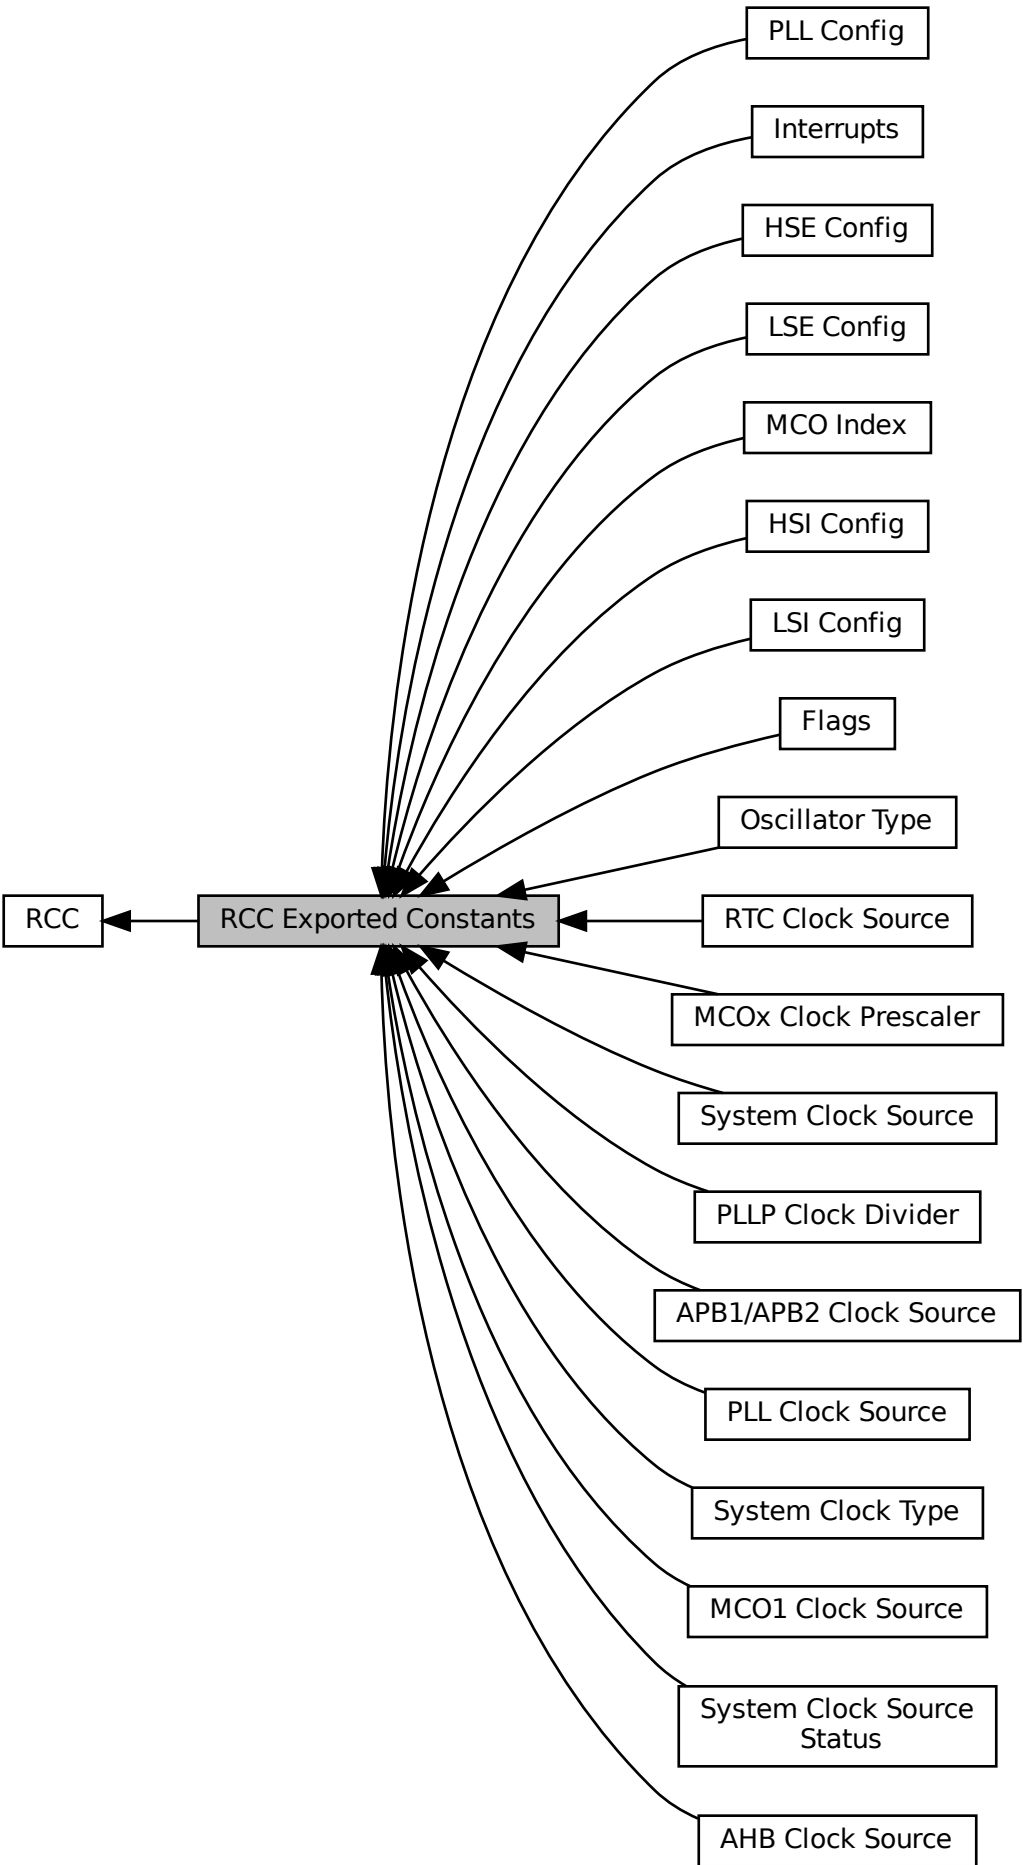 PLL Config
Interrupts
HSE Config
LSE Config
MCO Index
HSI Config
LSI Config
Flags
Oscillator Type
RCC
RCC Exported Constants
RTC Clock Source
MCOx Clock Prescaler
System Clock Source
PLLP Clock Divider
APB1/APB2 Clock Source
PLL Clock Source
System Clock Type
MCO1 Clock Source
System Clock Source
Status
AHB Clock Source